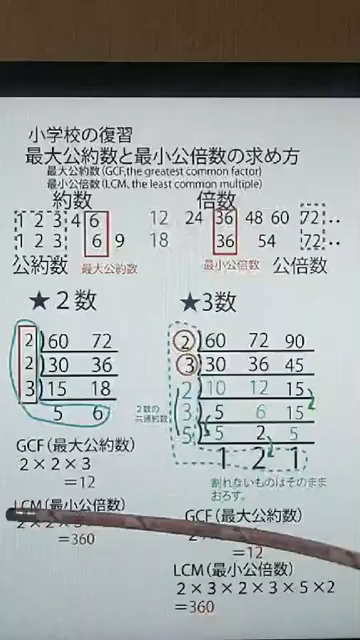 小学校の復習
最大公約数と最小公倍数の求め方
最大公約数(GCF,the greatest common factor)
最小公倍数(LCM、the least common multiple)
約数 倍数
1 2 3 4 6 12 24 36 48 60 72 ‥
1 2 3 6 9 18 36 54 72 ‥
公約数 最大公約数 最小公倍数 公倍数
★2数
2)60 72
2)30 36
3)15 18
5 6
GCF(最大公約数)
2×2×3
=12
LCM(最小公倍数)
=360
★3数
2)60 72 90
3)30 36 45
2)10 12 15
3)5 6 15
5)5 2 5
1 2 1
2数の
割れないものはそのまま
おろす。
GCF(最大公約数)
=12
LCM(最小公倍数)
2×3×2×3×5×2
=360